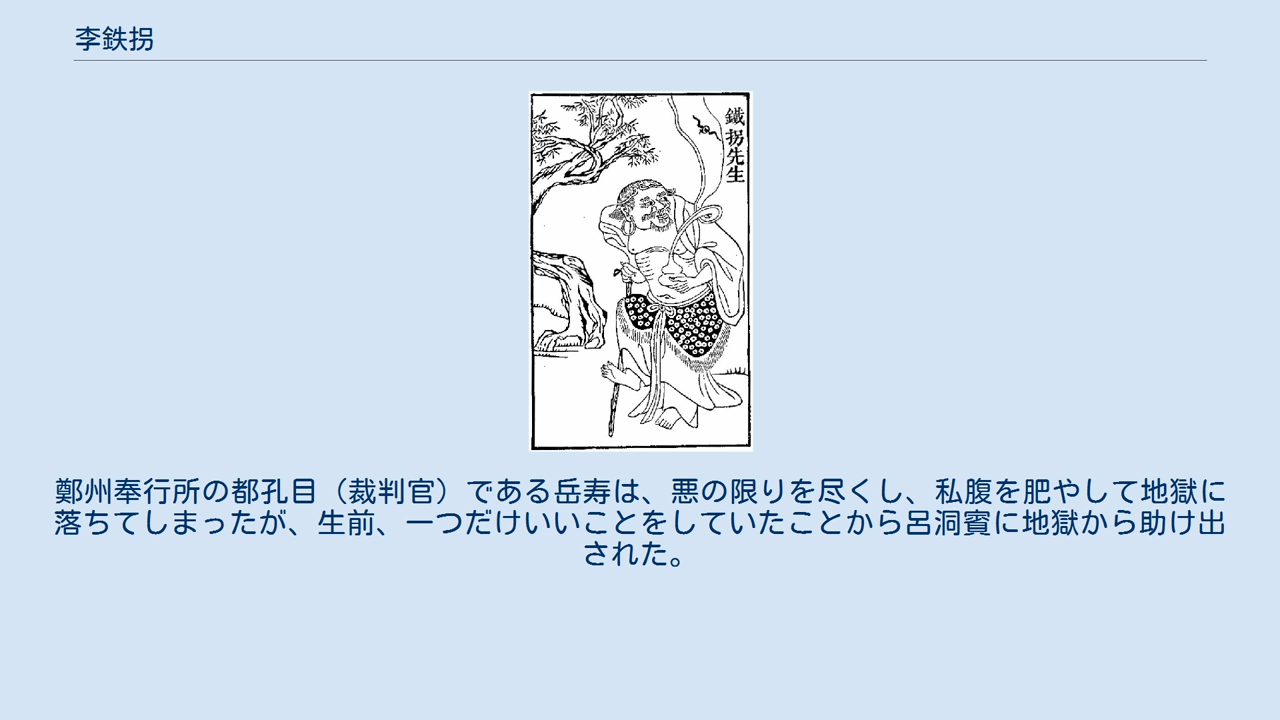 李鉄拐
鐵拐先生
鄭州奉行所の都孔目（裁判官）である岳寿は、悪の限りを尽くし、私腹を肥やして地獄に
落ちてしまったが、生前、一つだけいいことをしていたことから呂洞賓に地獄から助け出
された。